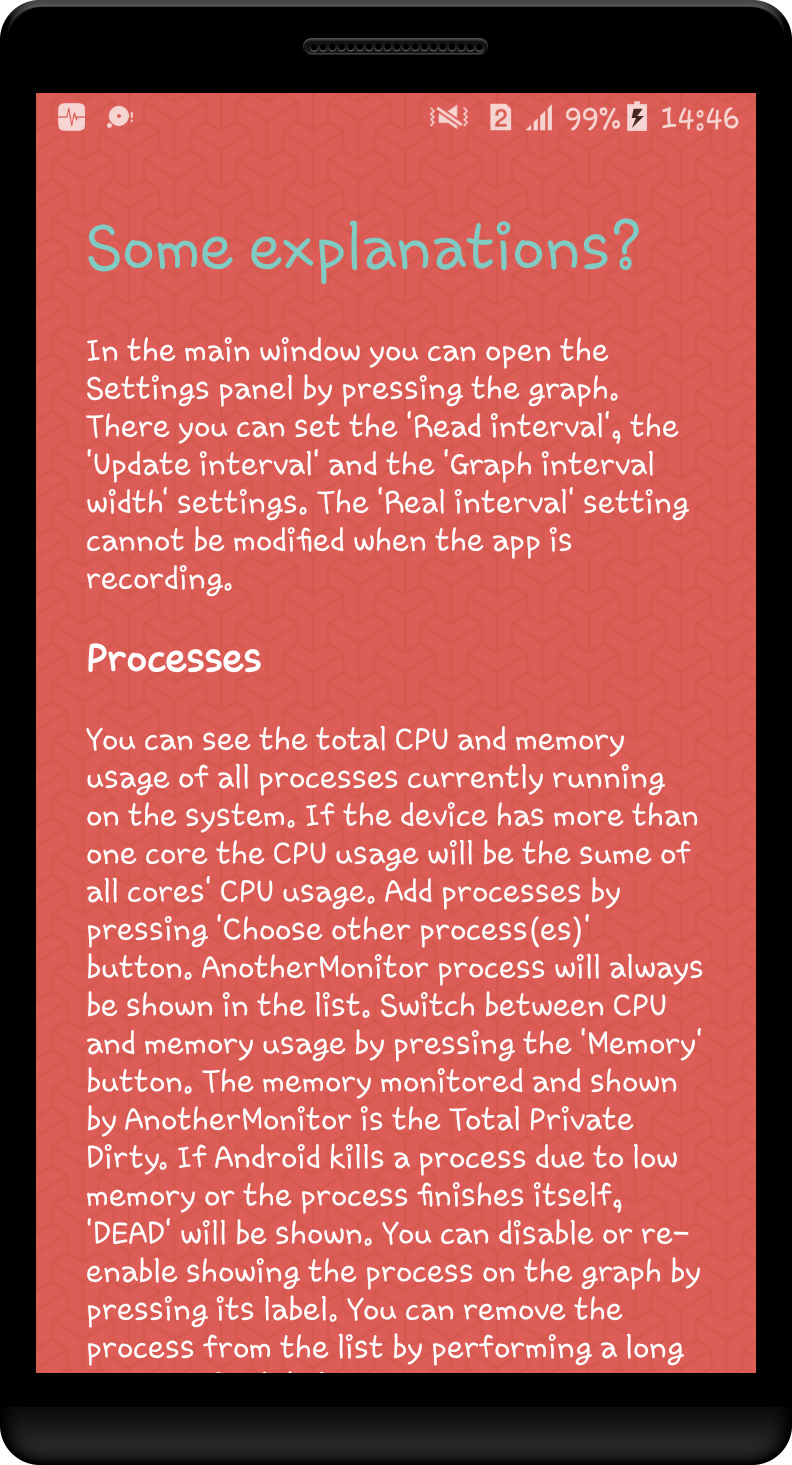 2 99% 14:46
Some explanations?
In the main window you can open the
Settings panel by pressing the graph.
There you can set the 'Read interval', the
'Update interval' and the 'Graph interval
width' settings. The 'Real interval' setting
cannot be modified when the app is
recording.
Processes
You can see the total CPU and memory
usage of all processes currently running
on the system. If the device has more than
one core the CPU usage will be the sume of
all cores' CPU usage. Add processes by
pressing 'Choose other process(es)'
button. AnotherMonitor process will always
be shown in the list. Switch between CPU
and memory usage by pressing the 'Memory'
button. The memory monitored and shown
by AnotherMonitor is the Total Private
Dirty. If Android kills a process due to low
memory or the process finishes itself,
'DEAD' will be shown. You can disable or re-
enable showing the process on the graph by
pressing its label. You can remove the
process from the list by performing a long